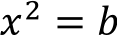 x² = b